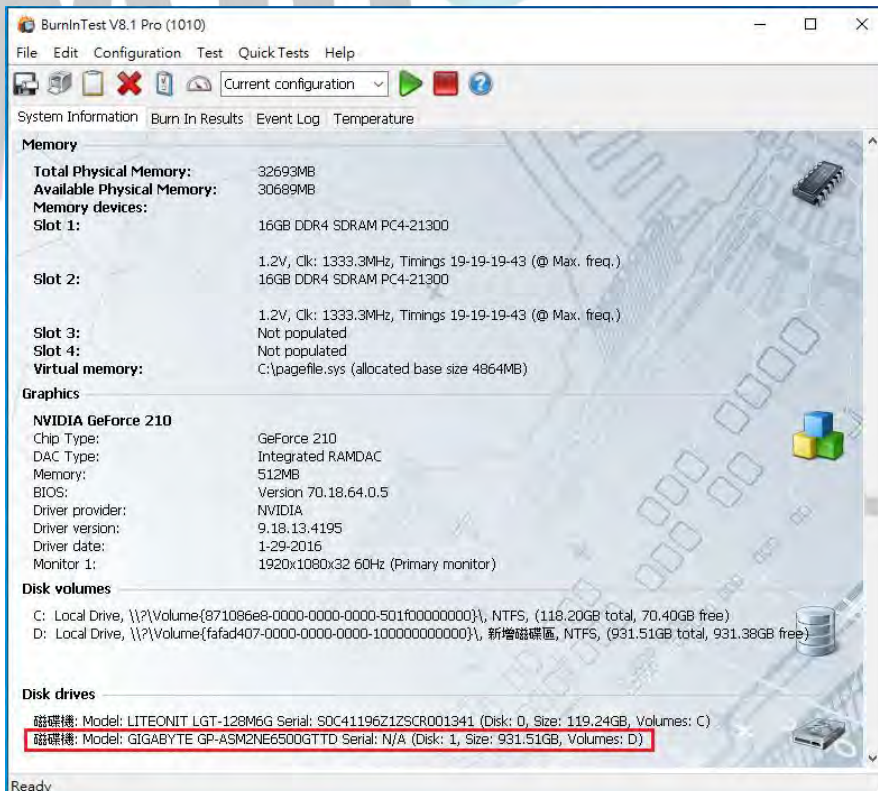 BurnInTest V8.1 Pro (1010)
File Edit Configuration Test Quick Tests Help
Current configuration
System Information Burn In Results Event Log Temperature
Memory
Total Physical Memory: 32693MB
Available Physical Memory: 30689MB
Memory devices:
Slot 1: 16GB DDR4 SDRAM PC4-21300
1.2V, Clk: 1333.3MHz, Timings 19-19-19-43 (@ Max. freq.)
Slot 2: 16GB DDR4 SDRAM PC4-21300
1.2V, Clk: 1333.3MHz, Timings 19-19-19-43 (@ Max. freq.)
Slot 3: Not populated
Slot 4: Not populated
Virtual memory: C:\pagefile.sys (allocated base size 4864MB)
Graphics
NVIDIA GeForce 210
Chip Type: GeForce 210
DAC Type: Integrated RAMDAC
Memory: 512MB
BIOS: Version 70.18.64.0.5
Driver provider: NVIDIA
Driver version: 9.18.13.4195
Driver date: 1-29-2016
Monitor 1: 1920x1080x32 60Hz (Primary monitor)
Disk volumes
C: Local Drive, \\?\Volume{871086e8-0000-0000-0000-501f00000000}\, NTFS, (118.20GB total, 70.40GB free)
D: Local Drive, \\?\Volume{fafad407-0000-0000-0000-100000000000}\, 新增磁碟區, NTFS, (931.51GB total, 931.38GB free)
Disk drives
磁碟機: Model: LITEONIT LGT-128M6G Serial: S0C41196Z1ZSCR001341 (Disk: 0, Size: 119.24GB, Volumes: C)
磁碟機: Model: GIGABYTE GP-ASM2NE6500GTTD Serial: N/A (Disk: 1, Size: 931.51GB, Volumes: D)
Ready